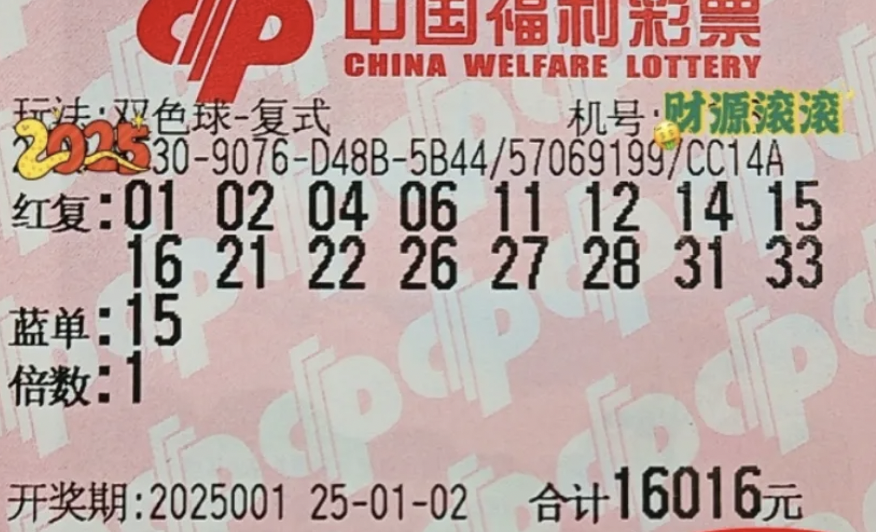 中国福利彩票
CHINA WELFARE LOTTERY
玩法:双色球-复式 机号: 财源滚滚
2025 30-9076-D48B-5B44/57069199/CC14A
红复:01 02 04 06 11 12 14 15
16 21 22 26 27 28 31 33
蓝单:15
倍数:1
开奖期:2025001 25-01-02 合计16016元